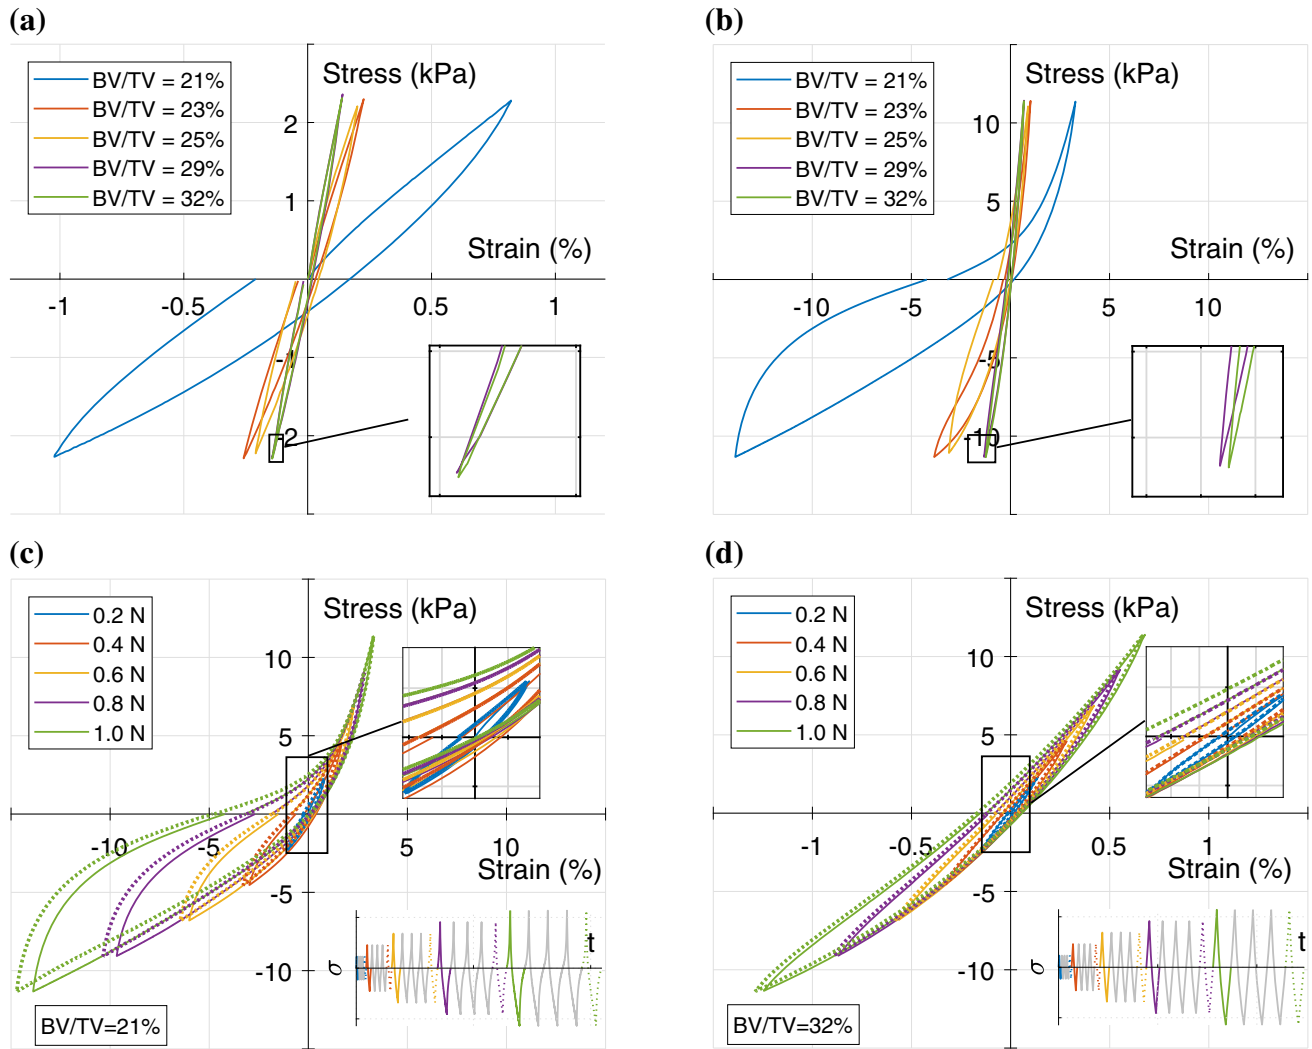 (a)
Stress (kPa)
BV/TV = 21%
BV/TV = 23%
BV/TV = 25%
BV/TV = 29%
BV/TV = 32%
2
1
Strain (%)
-1
-0.5
0.5
1
-1
-2
(b)
Stress (kPa)
BV/TV = 21%
BV/TV = 23%
BV/TV = 25%
BV/TV = 29%
BV/TV = 32%
10
5
Strain (%)
-10
-5
5
10
-5
-10
(c)
Stress (kPa)
0.2 N
0.4 N
0.6 N
0.8 N
1.0 N
10
5
-10
-5
5
10
Strain (%)
-5
-10
σ
t
BV/TV=21%
(d)
Stress (kPa)
0.2 N
0.4 N
0.6 N
0.8 N
1.0 N
10
5
-1
-0.5
0.5
1
Strain (%)
-5
-10
σ
t
BV/TV=32%